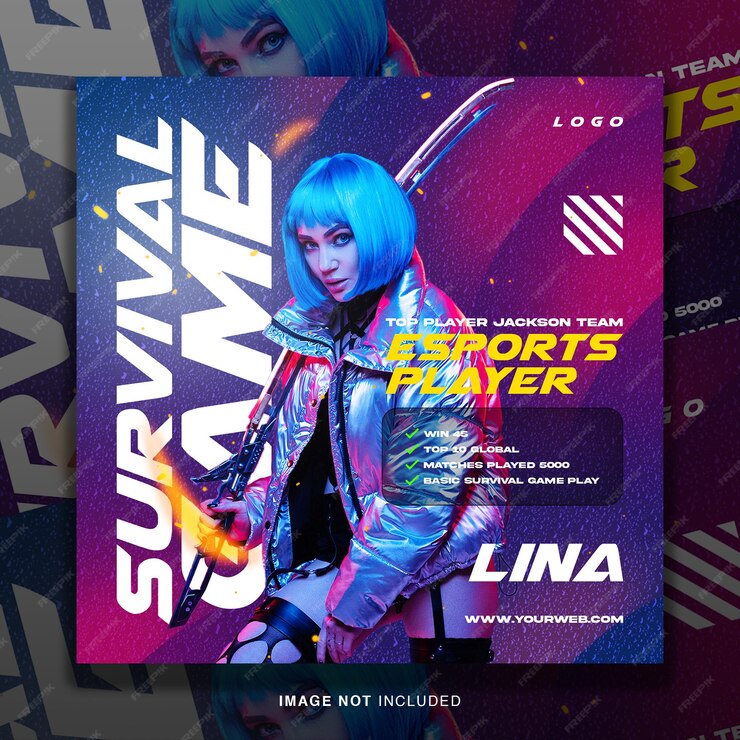 SURVIVAL
GAME
LOGO
TOP PLAYER JACKSON TEAM
ESPORTS
PLAYER
WIN 45
TOP 10 GLOBAL
MATCHES PLAYED 5000
BASIC SURVIVAL GAME PLAY
LINA
WWW.YOURWEB.COM
IMAGE NOT INCLUDED